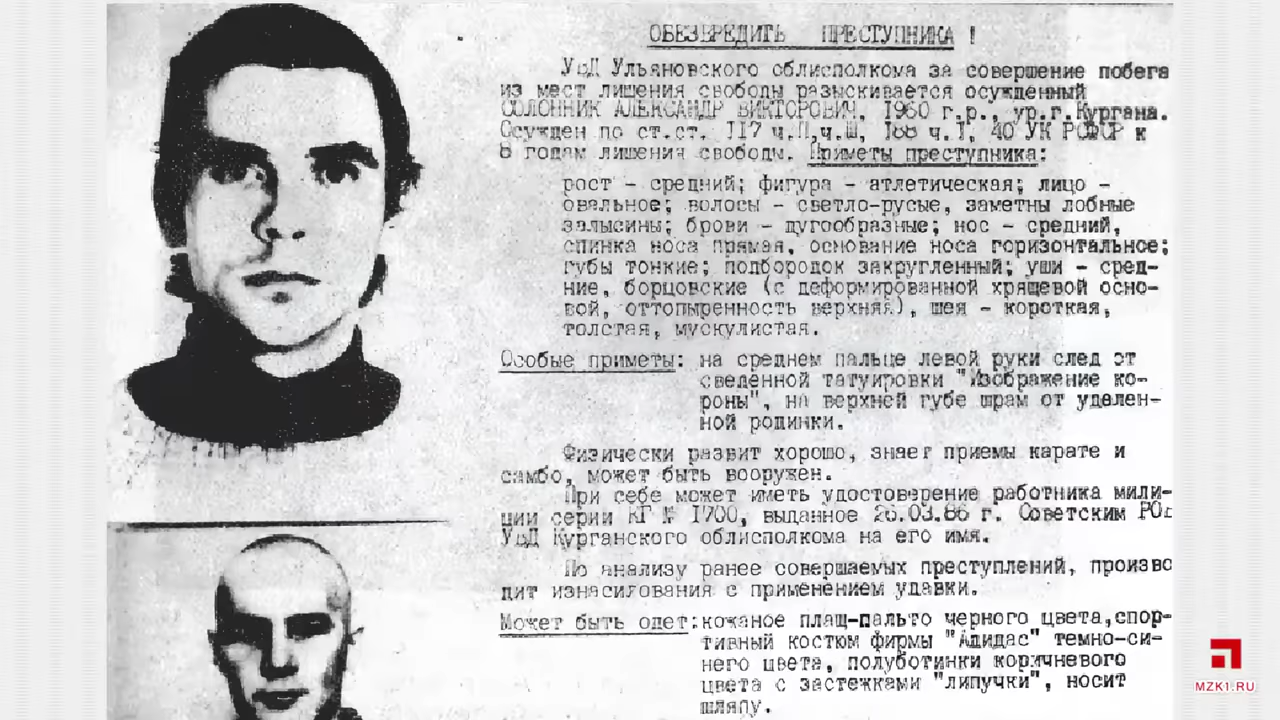 ОБЕЗВРЕДИТЬ ПРЕСТУПНИКА !
УВД Ульяновского облисполкома за совершение побега
из мест лишения свободы разыскивается осужденный
СОЛОННИК АЛЕКСАНДР ВИКТОРОВИЧ, 1960 г.р., ур.г.Кургана.
Осужден по ст.ст. 117 ч.П,ч.Ш, 188 ч.1, 40 УК РСФСР к
8 годам лишения свободы. Приметы преступника:
рост - средний; фигура - атлетическая; лицо -
овальное; волосы - светло-русые, заметны лобные
залысины; брови - дугообразные; нос - средний,
спинка носа прямая, основание носа горизонтальное;
губы тонкие; подбородок закругленный; уши - сред-
ние, борцовские (с деформированной хрящевой осно-
вой, оттопыренность верхняя), шея - короткая,
толстая, мускулистая.
Особые приметы: на среднем пальце левой руки след от
сведенной татуировки "Изображение ко-
роны", на верхней губе шрам от удален-
ной родинки.
Физически развит хорошо, знает приемы карате и
самбо, может быть вооружен.
При себе может иметь удостоверение работника мили-
ции серии КГ № 1700, выданное 26.03.86 г. Советским РО
УВД Курганского облисполкома на его имя.
По анализу ранее совершаемых преступлений, произво
дит изнасилования с применением удавки.
Может быть одет: кожаное плащ-пальто черного цвета,спор-
тивный костюм фирмы "Адидас" темно-си-
него цвета, полуботинки коричневого
цвета с застежками "липучки", носит
шляпу.
MZK1.RU